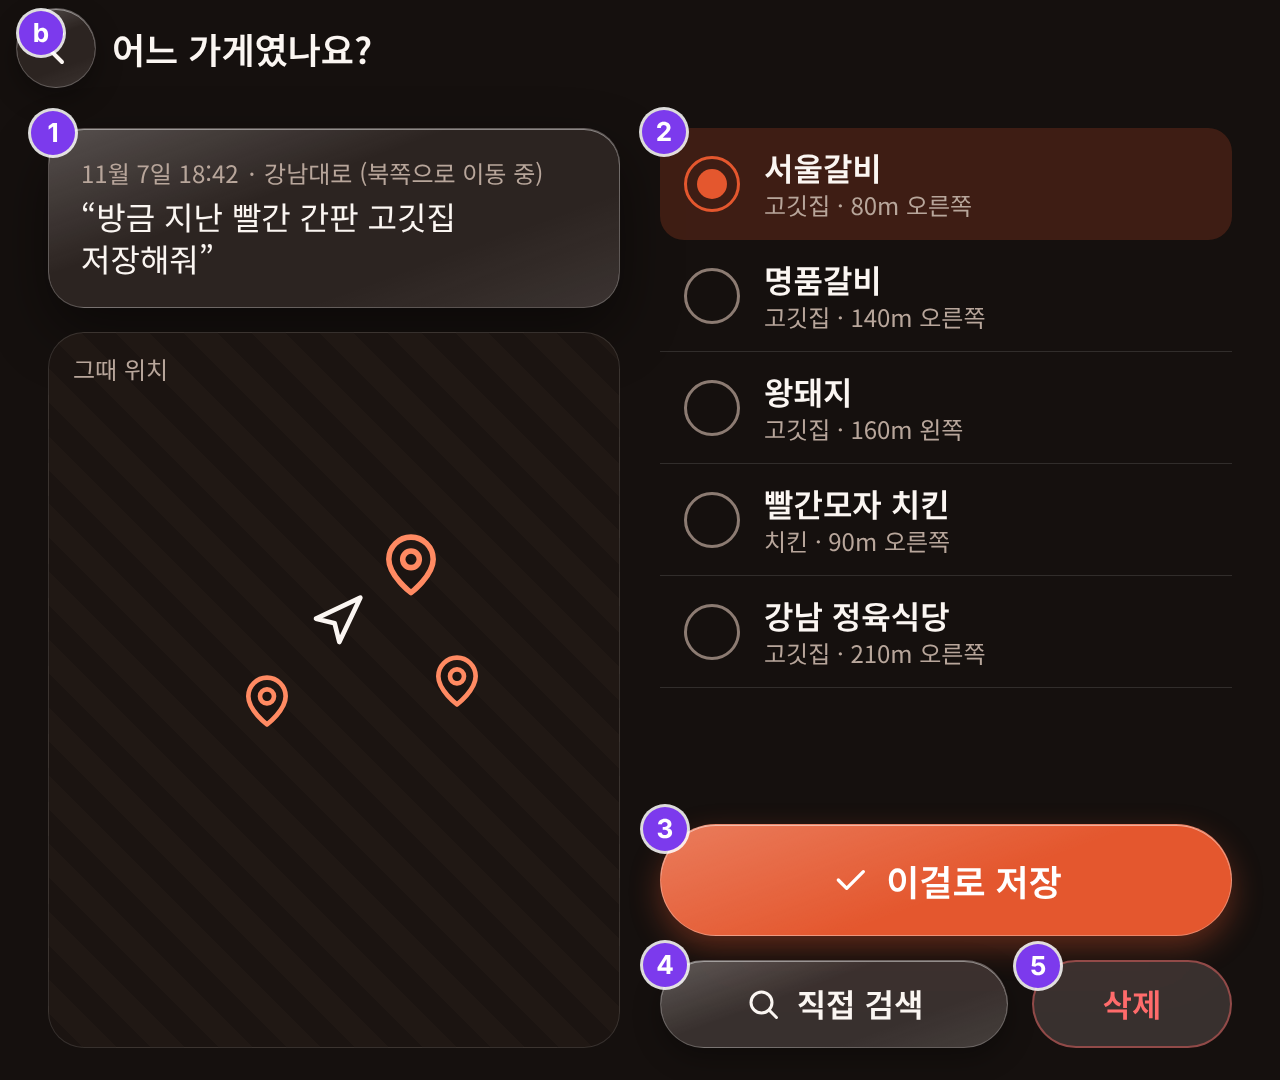 b
어느 가게였나요?
1
11월 7일 18:42 · 강남대로 (북쪽으로 이동 중)
“방금 지난 빨간 간판 고깃집
저장해줘”
그때 위치
2
서울갈비
고깃집 · 80m 오른쪽
명품갈비
고깃집 · 140m 오른쪽
왕돼지
고깃집 · 160m 왼쪽
빨간모자 치킨
치킨 · 90m 오른쪽
강남 정육식당
고깃집 · 210m 오른쪽
3
이걸로 저장
4
직접 검색
5
삭제